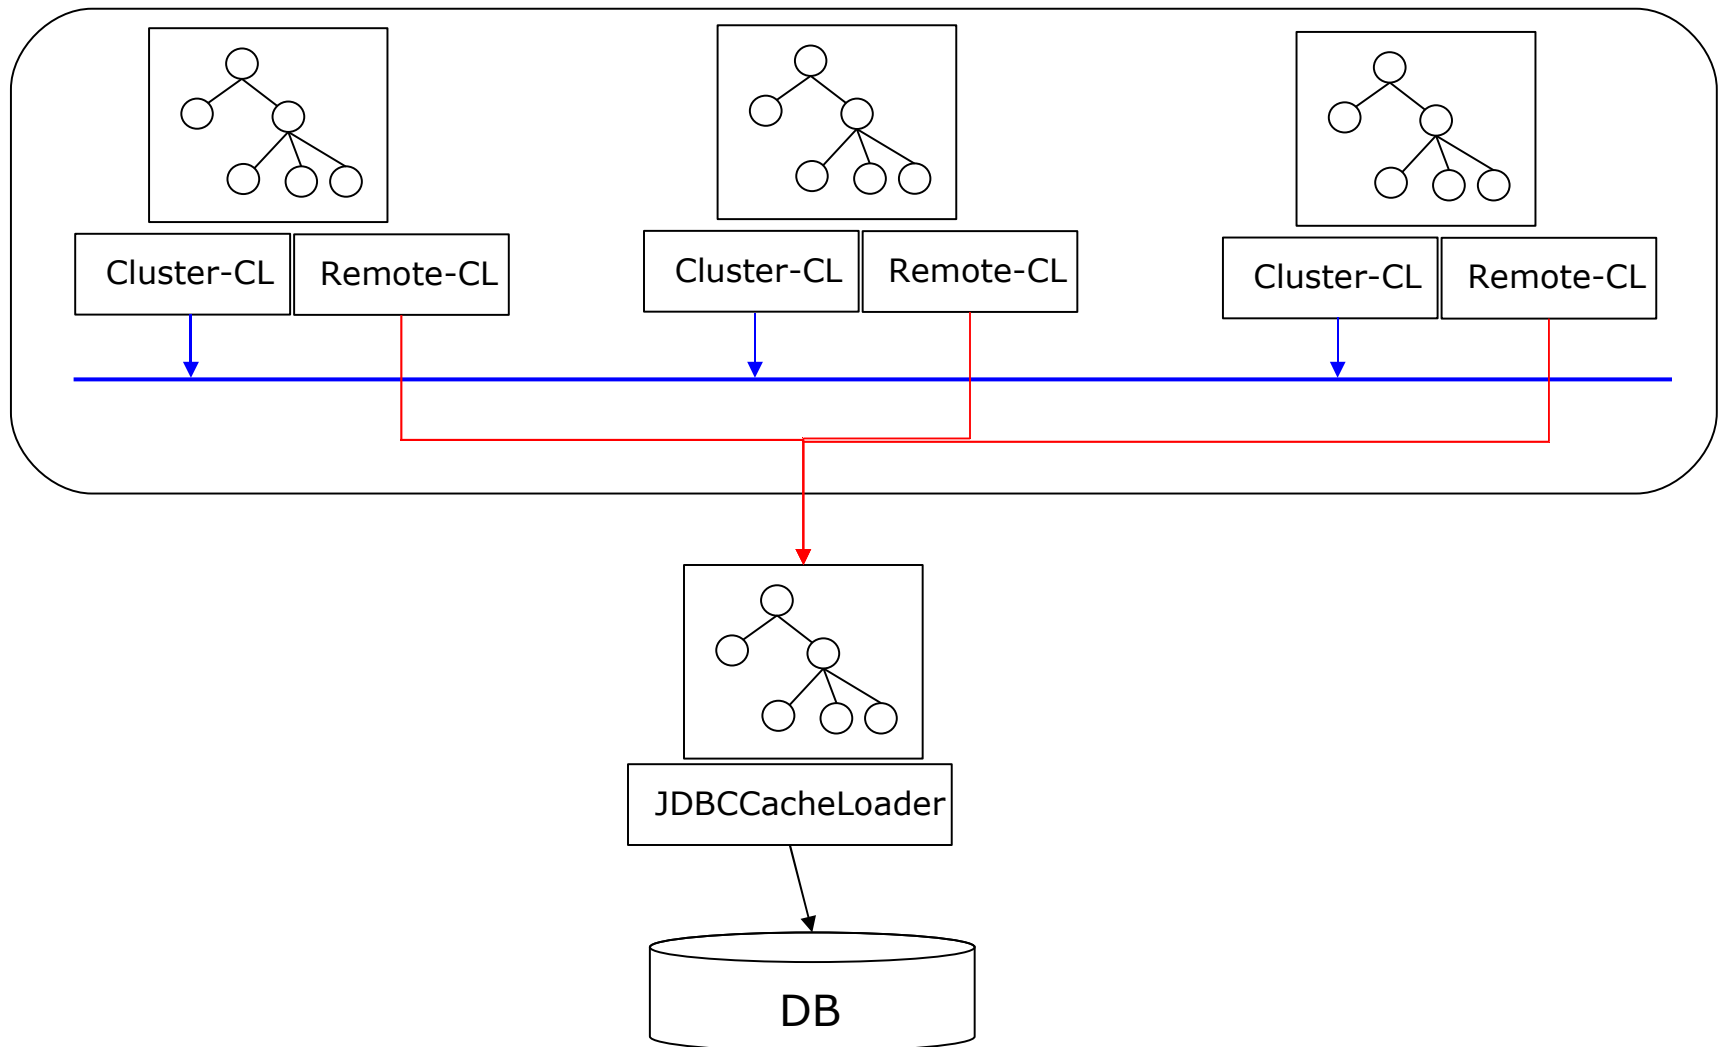 Cluster-CL
Remote-CL
Cluster-CL
Remote-CL
Cluster-CL
Remote-CL
JDBCCacheLoader
DB